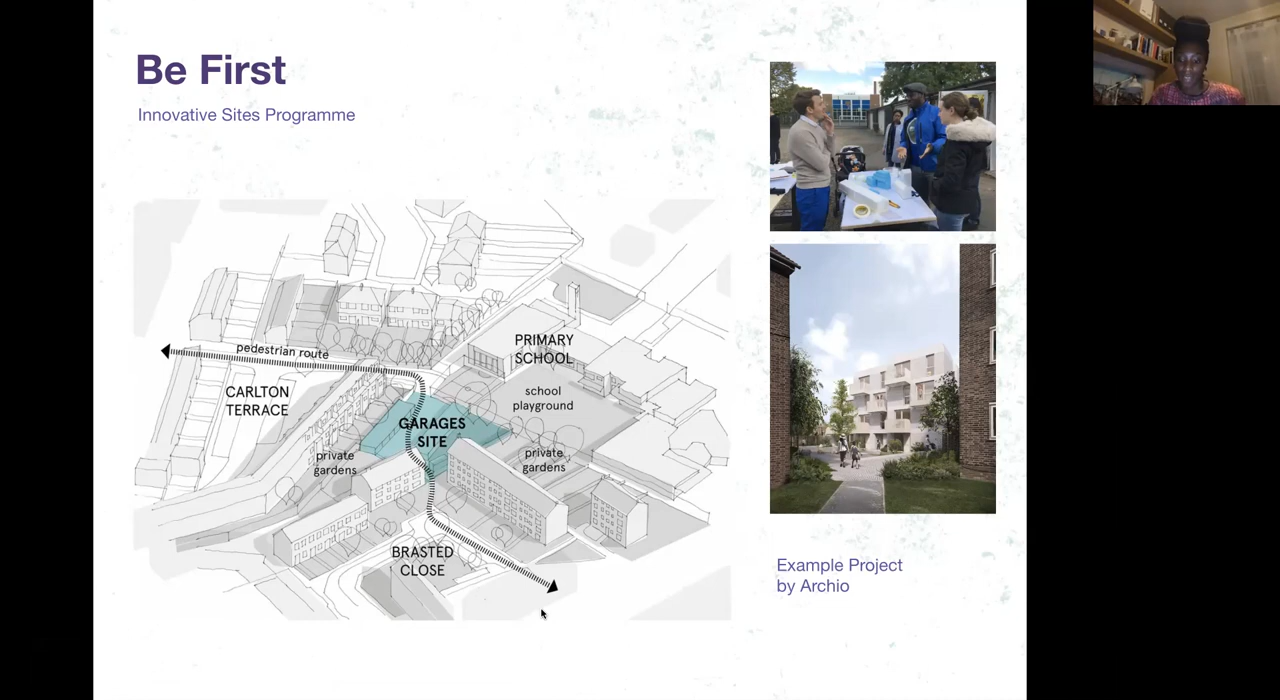 Be First
Innovative Sites Programme
pedestrian route
CARLTON
TERRACE
PRIMARY
SCHOOL
school
playground
GARAGES
SITE
private
gardens
private
gardens
BRASTED
CLOSE
Example Project
by Archio